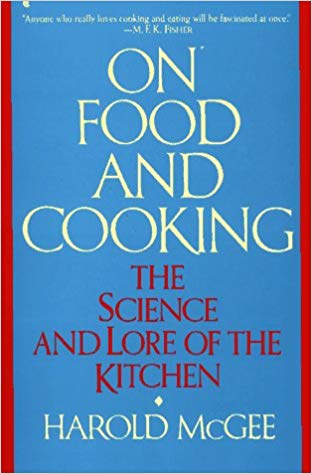 "Anyone who really loves cooking and eating will be fascinated at once."
—M. F. K. FISHER
ON
FOOD
AND
COOKING
THE
SCIENCE
AND LORE OF THE
KITCHEN
HAROLD McGEE